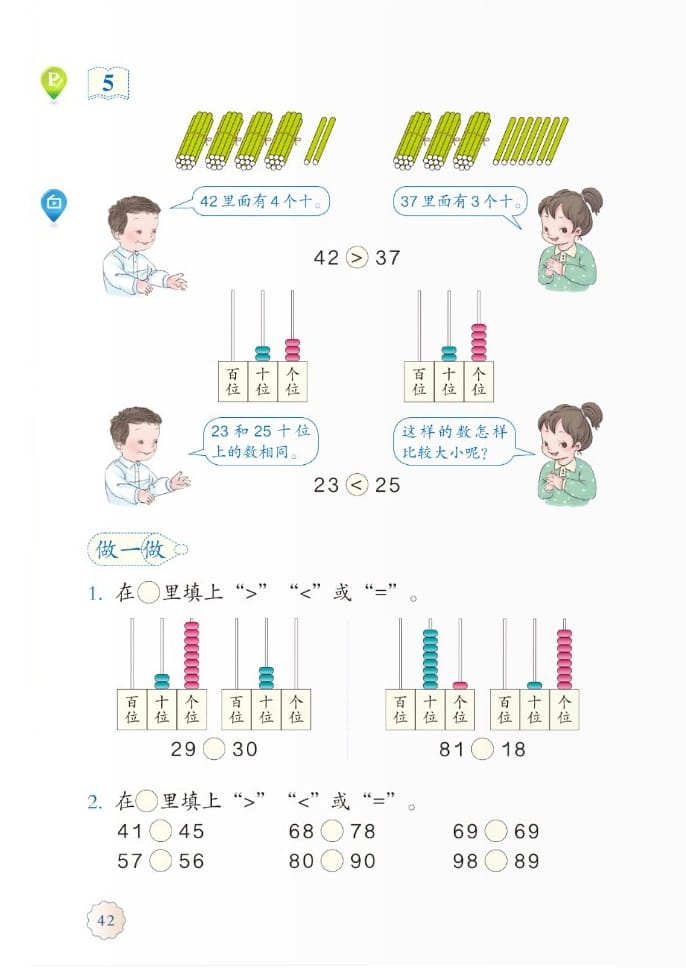 5
42里面有4个十。
37里面有3个十。
42 > 37
百位 十位 个位
百位 十位 个位
23和25十位
上的数相同。
这样的数怎样
比较大小呢？
23 < 25
做一做
1. 在○里填上“>”“<”或“=”。
百位 十位 个位
百位 十位 个位
百位 十位 个位
百位 十位 个位
29○30
81○18
2. 在○里填上“>”“<”或“=”。
41○45 68○78 69○69
57○56 80○90 98○89
42